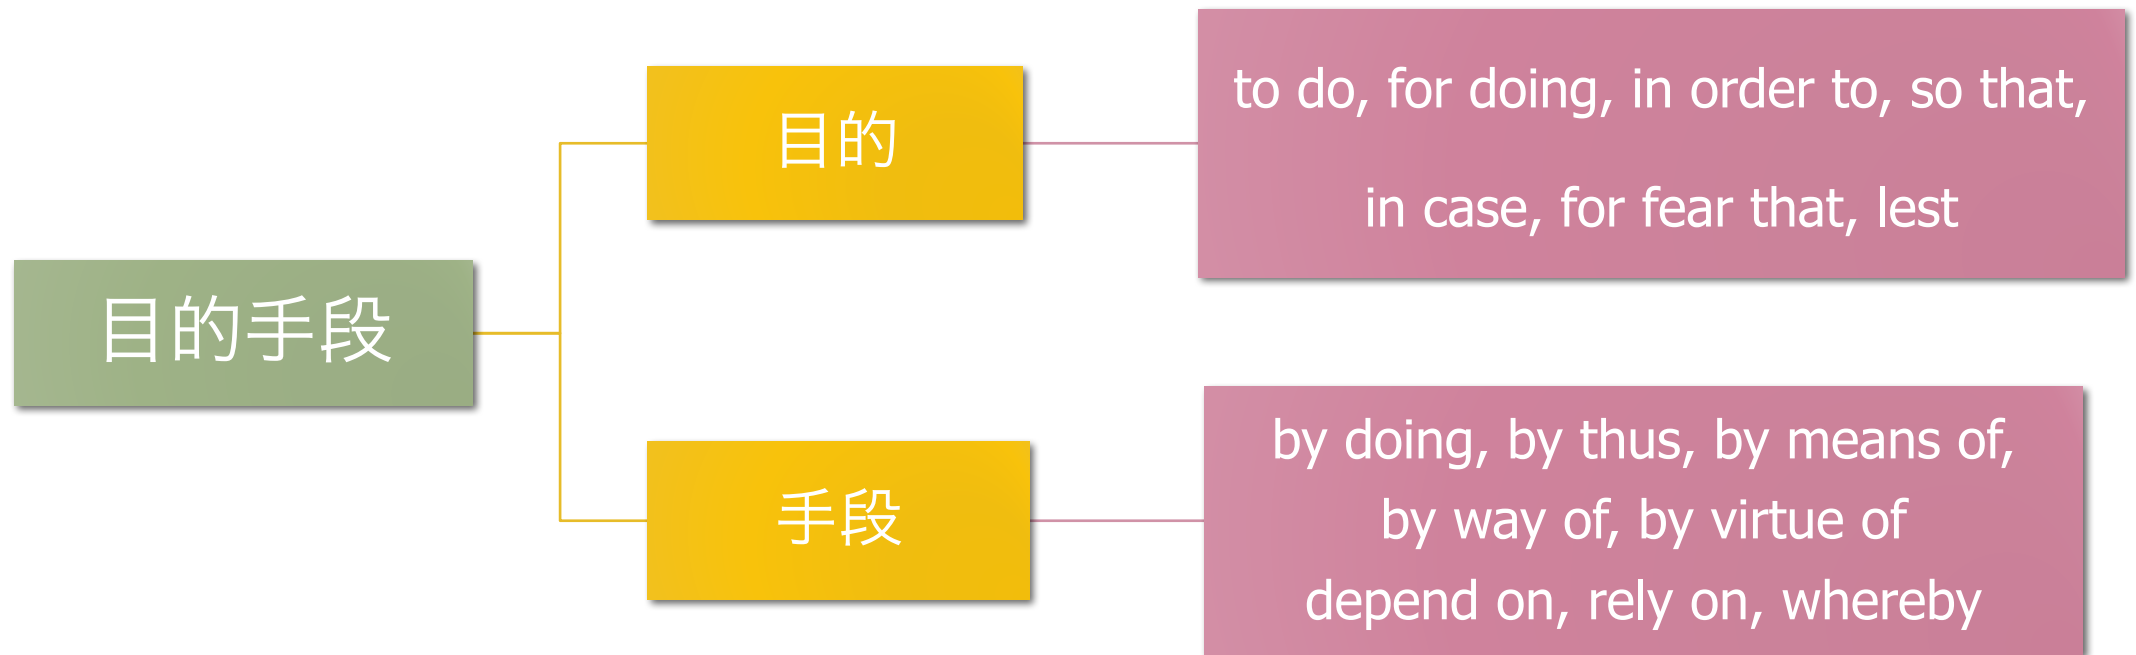 目的手段
目的
to do, for doing, in order to, so that,
in case, for fear that, lest
手段
by doing, by thus, by means of,
by way of, by virtue of
depend on, rely on, whereby